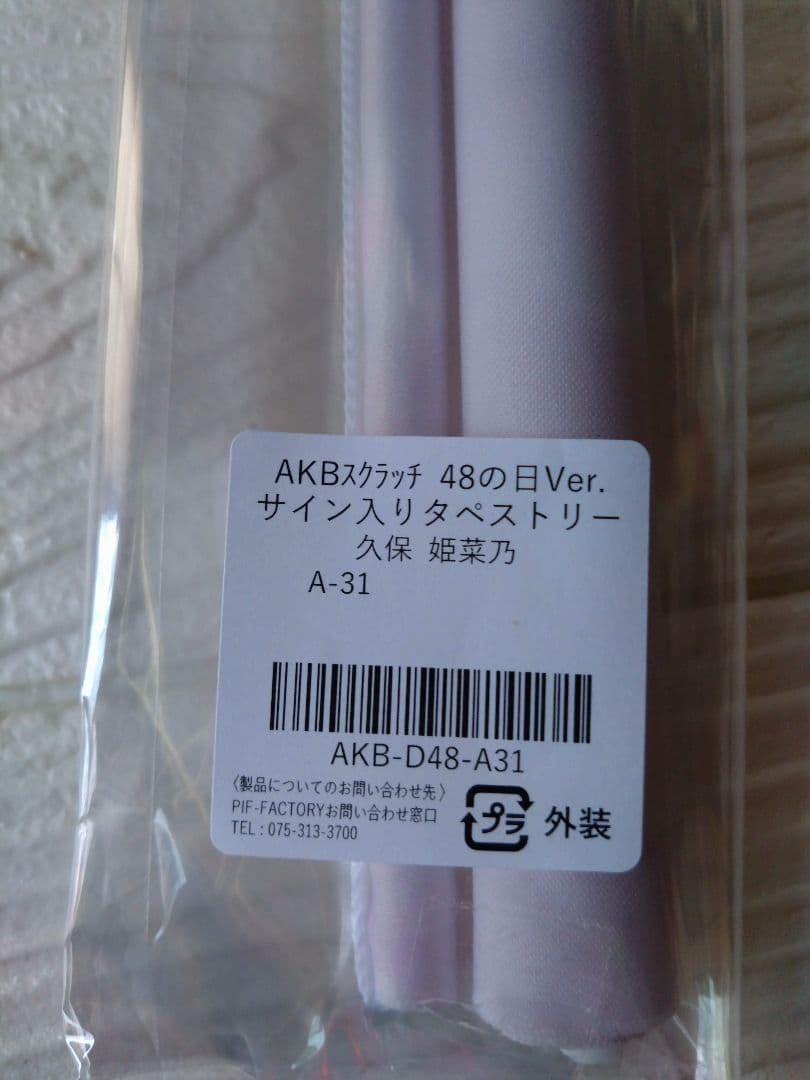 AKBｽｸﾗｯﾁ 48の日Ver.
サイン入りタペストリー
久保 姫菜乃
A-31
AKB-D48-A31
〈製品についてのお問い合わせ先〉
PIF-FACTORYお問い合わせ窓口
TEL : 075-313-3700
プラ 外装